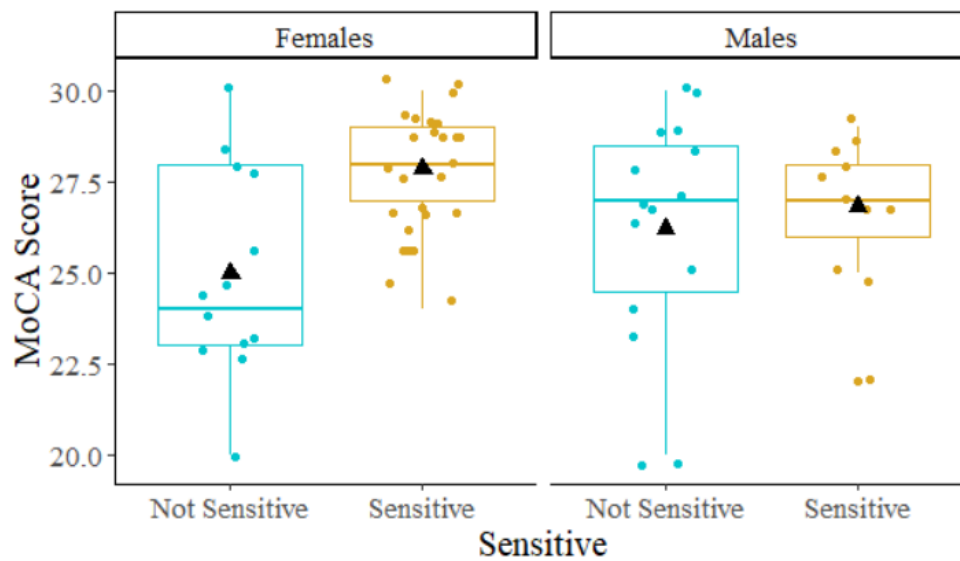 Females Males
MoCA Score
30.0
27.5
25.0
22.5
20.0
Not Sensitive Sensitive Not Sensitive Sensitive
Sensitive